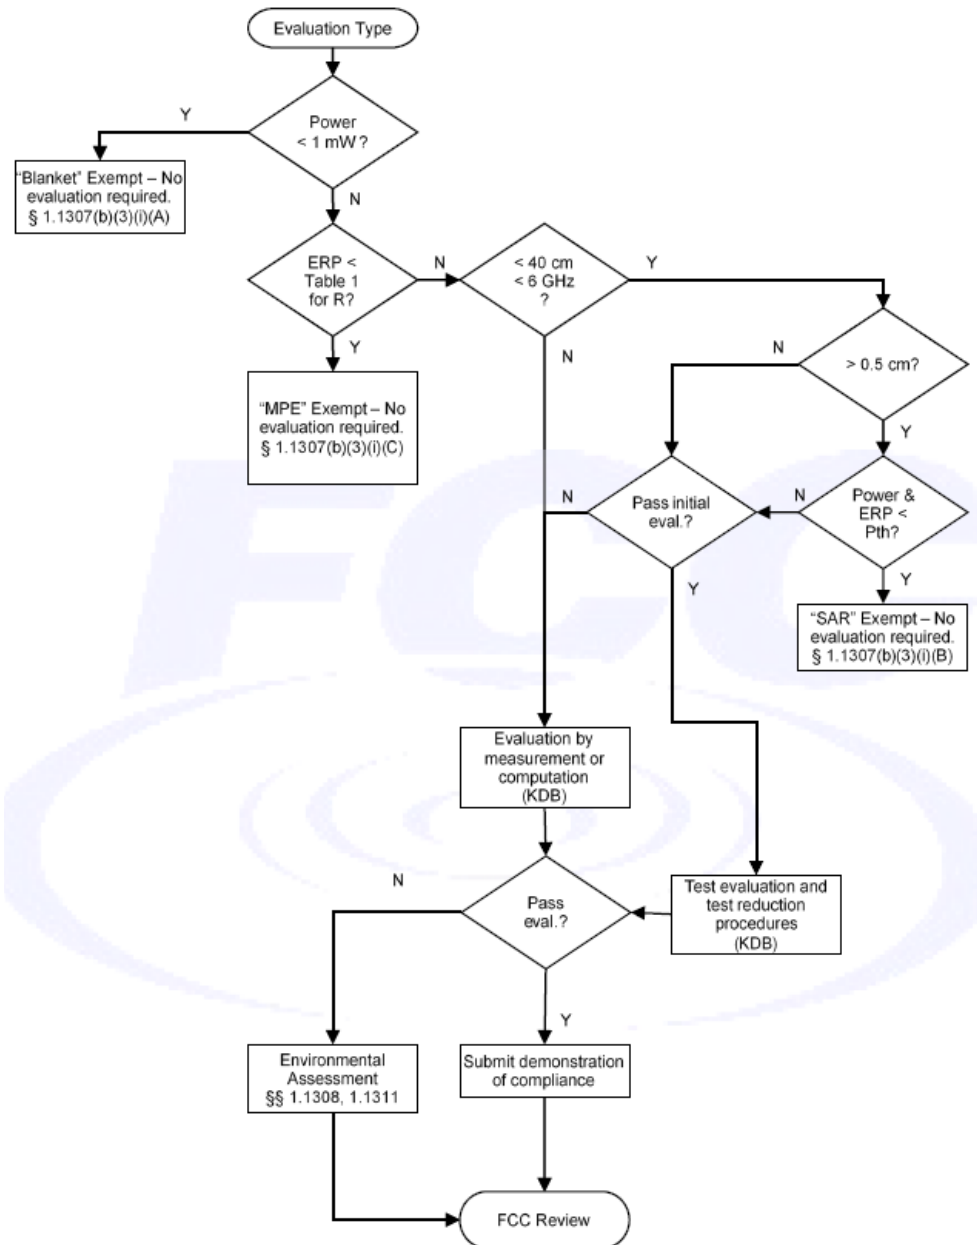 Evaluation Type
Y
Power
< 1 mW?
"Blanket" Exempt – No
evaluation required.
§ 1.1307(b)(3)(i)(A)
N
ERP <
Table 1
for R?
N
< 40 cm
< 6 GHz
?
Y
Y
N
N
> 0.5 cm?
"MPE" Exempt – No
evaluation required.
§ 1.1307(b)(3)(i)(C)
Y
N
Pass initial
eval.?
N
Power &
ERP <
Pth?
Y
Y
"SAR" Exempt – No
evaluation required.
§ 1.1307(b)(3)(i)(B)
FCC
Evaluation by
measurement or
computation
(KDB)
N
Pass
eval.?
Test evaluation and
test reduction
procedures
(KDB)
Y
Environmental
Assessment
§§ 1.1308, 1.1311
Submit demonstration
of compliance
FCC Review